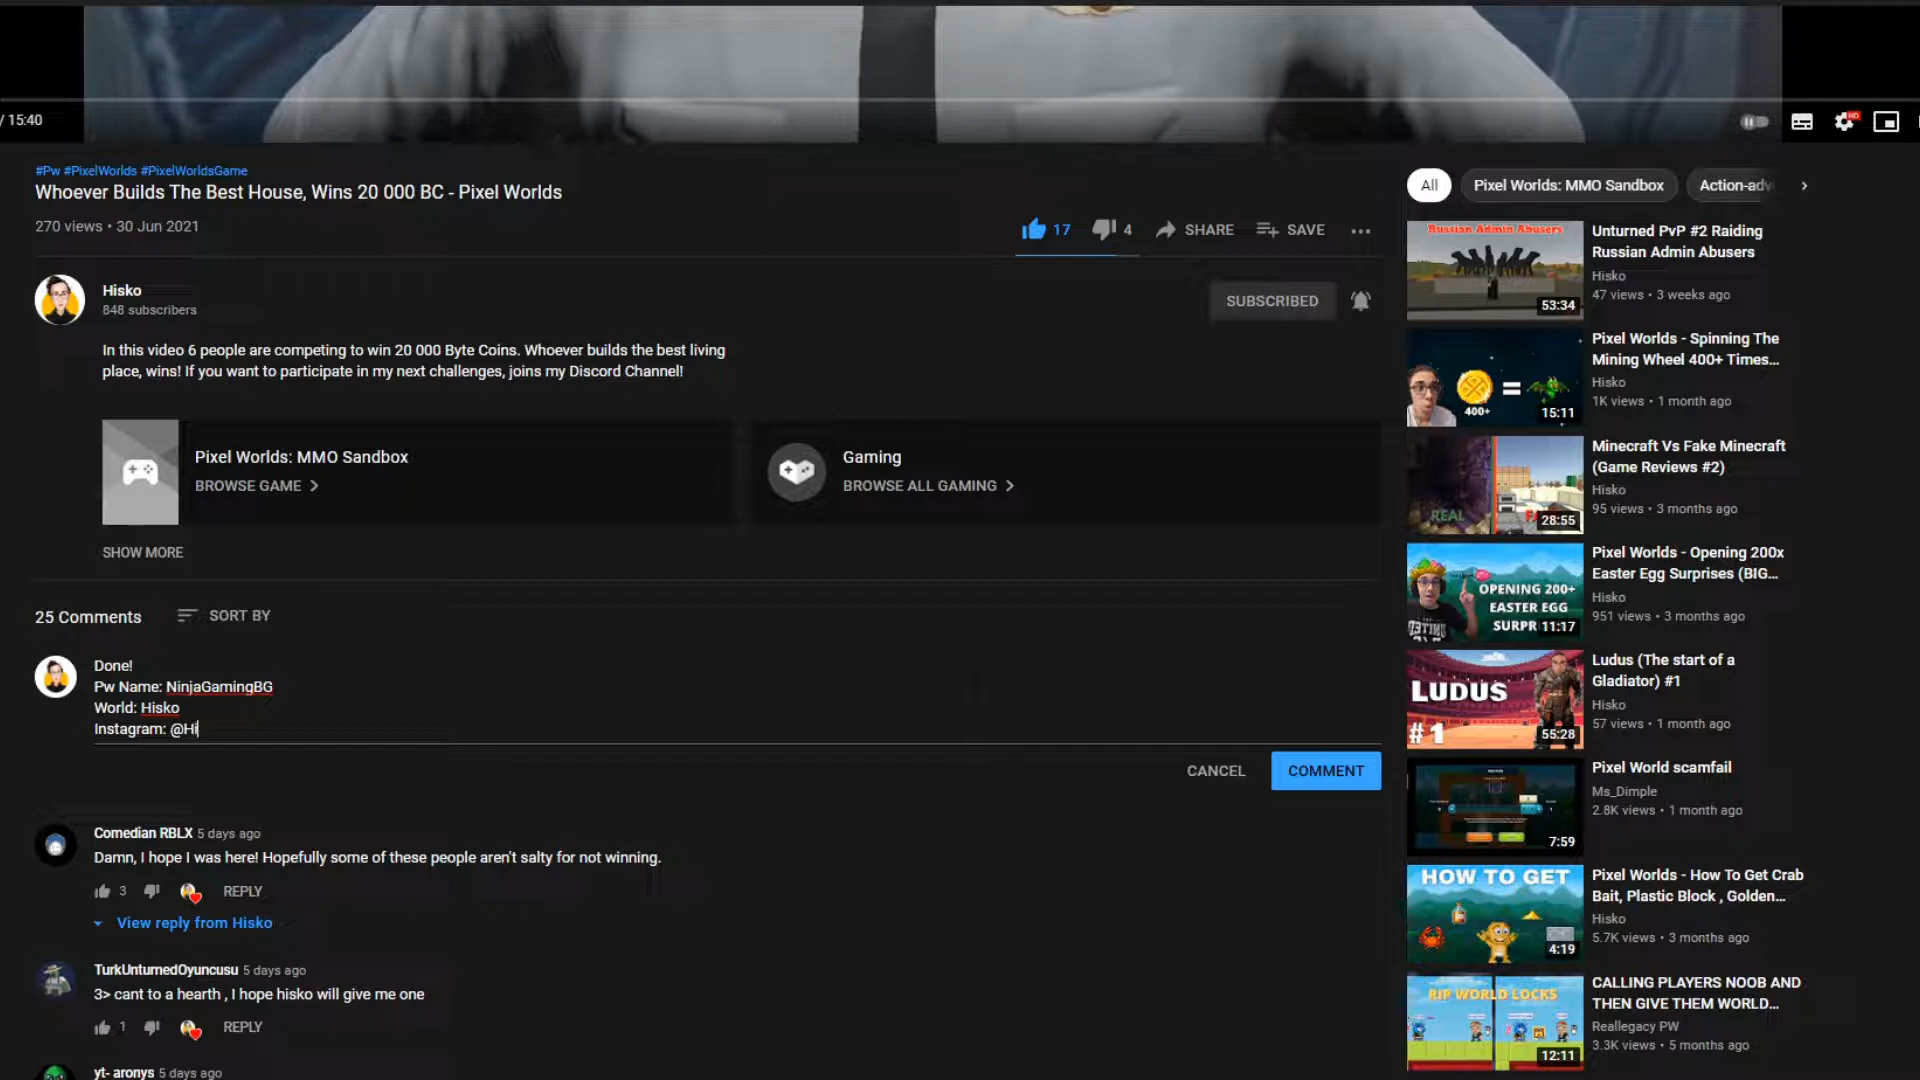 / 15:40
HD
#Pw #PixelWorlds #PixelWorldsGame
Whoever Builds The Best House, Wins 20 000 BC - Pixel Worlds
270 views • 30 Jun 2021
17
4
SHARE
SAVE
Hisko
848 subscribers
SUBSCRIBED
In this video 6 people are competing to win 20 000 Byte Coins. Whoever builds the best living
place, wins! If you want to participate in my next challenges, joins my Discord Channel!
Pixel Worlds: MMO Sandbox
BROWSE GAME
Gaming
BROWSE ALL GAMING
SHOW MORE
25 Comments
SORT BY
Done!
Pw Name: NinjaGamingBG
World: Hisko
Instagram: @Hi
CANCEL
COMMENT
Comedian RBLX 5 days ago
Damn, I hope I was here! Hopefully some of these people aren't salty for not winning.
3
REPLY
View reply from Hisko
TurkUnturnedOyuncusu 5 days ago
3> cant to a hearth , I hope hisko will give me one
1
REPLY
yt- aronys 5 days ago
All
Pixel Worlds: MMO Sandbox
Action-adv
Russian Admin Abusers
53:34
Unturned PvP #2 Raiding
Russian Admin Abusers
Hisko
47 views • 3 weeks ago
400+
=
15:11
Pixel Worlds - Spinning The
Mining Wheel 400+ Times...
Hisko
1K views • 1 month ago
REAL
28:55
Minecraft Vs Fake Minecraft
(Game Reviews #2)
Hisko
95 views • 3 months ago
OPENING 200+
EASTER EGG
SURPR
11:17
Pixel Worlds - Opening 200x
Easter Egg Surprises (BIG...
Hisko
951 views • 3 months ago
LUDUS
#1
55:28
Ludus (The start of a
Gladiator) #1
Hisko
57 views • 1 month ago
7:59
Pixel World scamfail
Ms_Dimple
2.8K views • 1 month ago
HOW TO GET
4:19
Pixel Worlds - How To Get Crab
Bait, Plastic Block , Golden...
Hisko
5.7K views • 3 months ago
RIP WORLD LOCKS
12:11
CALLING PLAYERS NOOB AND
THEN GIVE THEM WORLD...
Reallegacy PW
3.3K views • 5 months ago